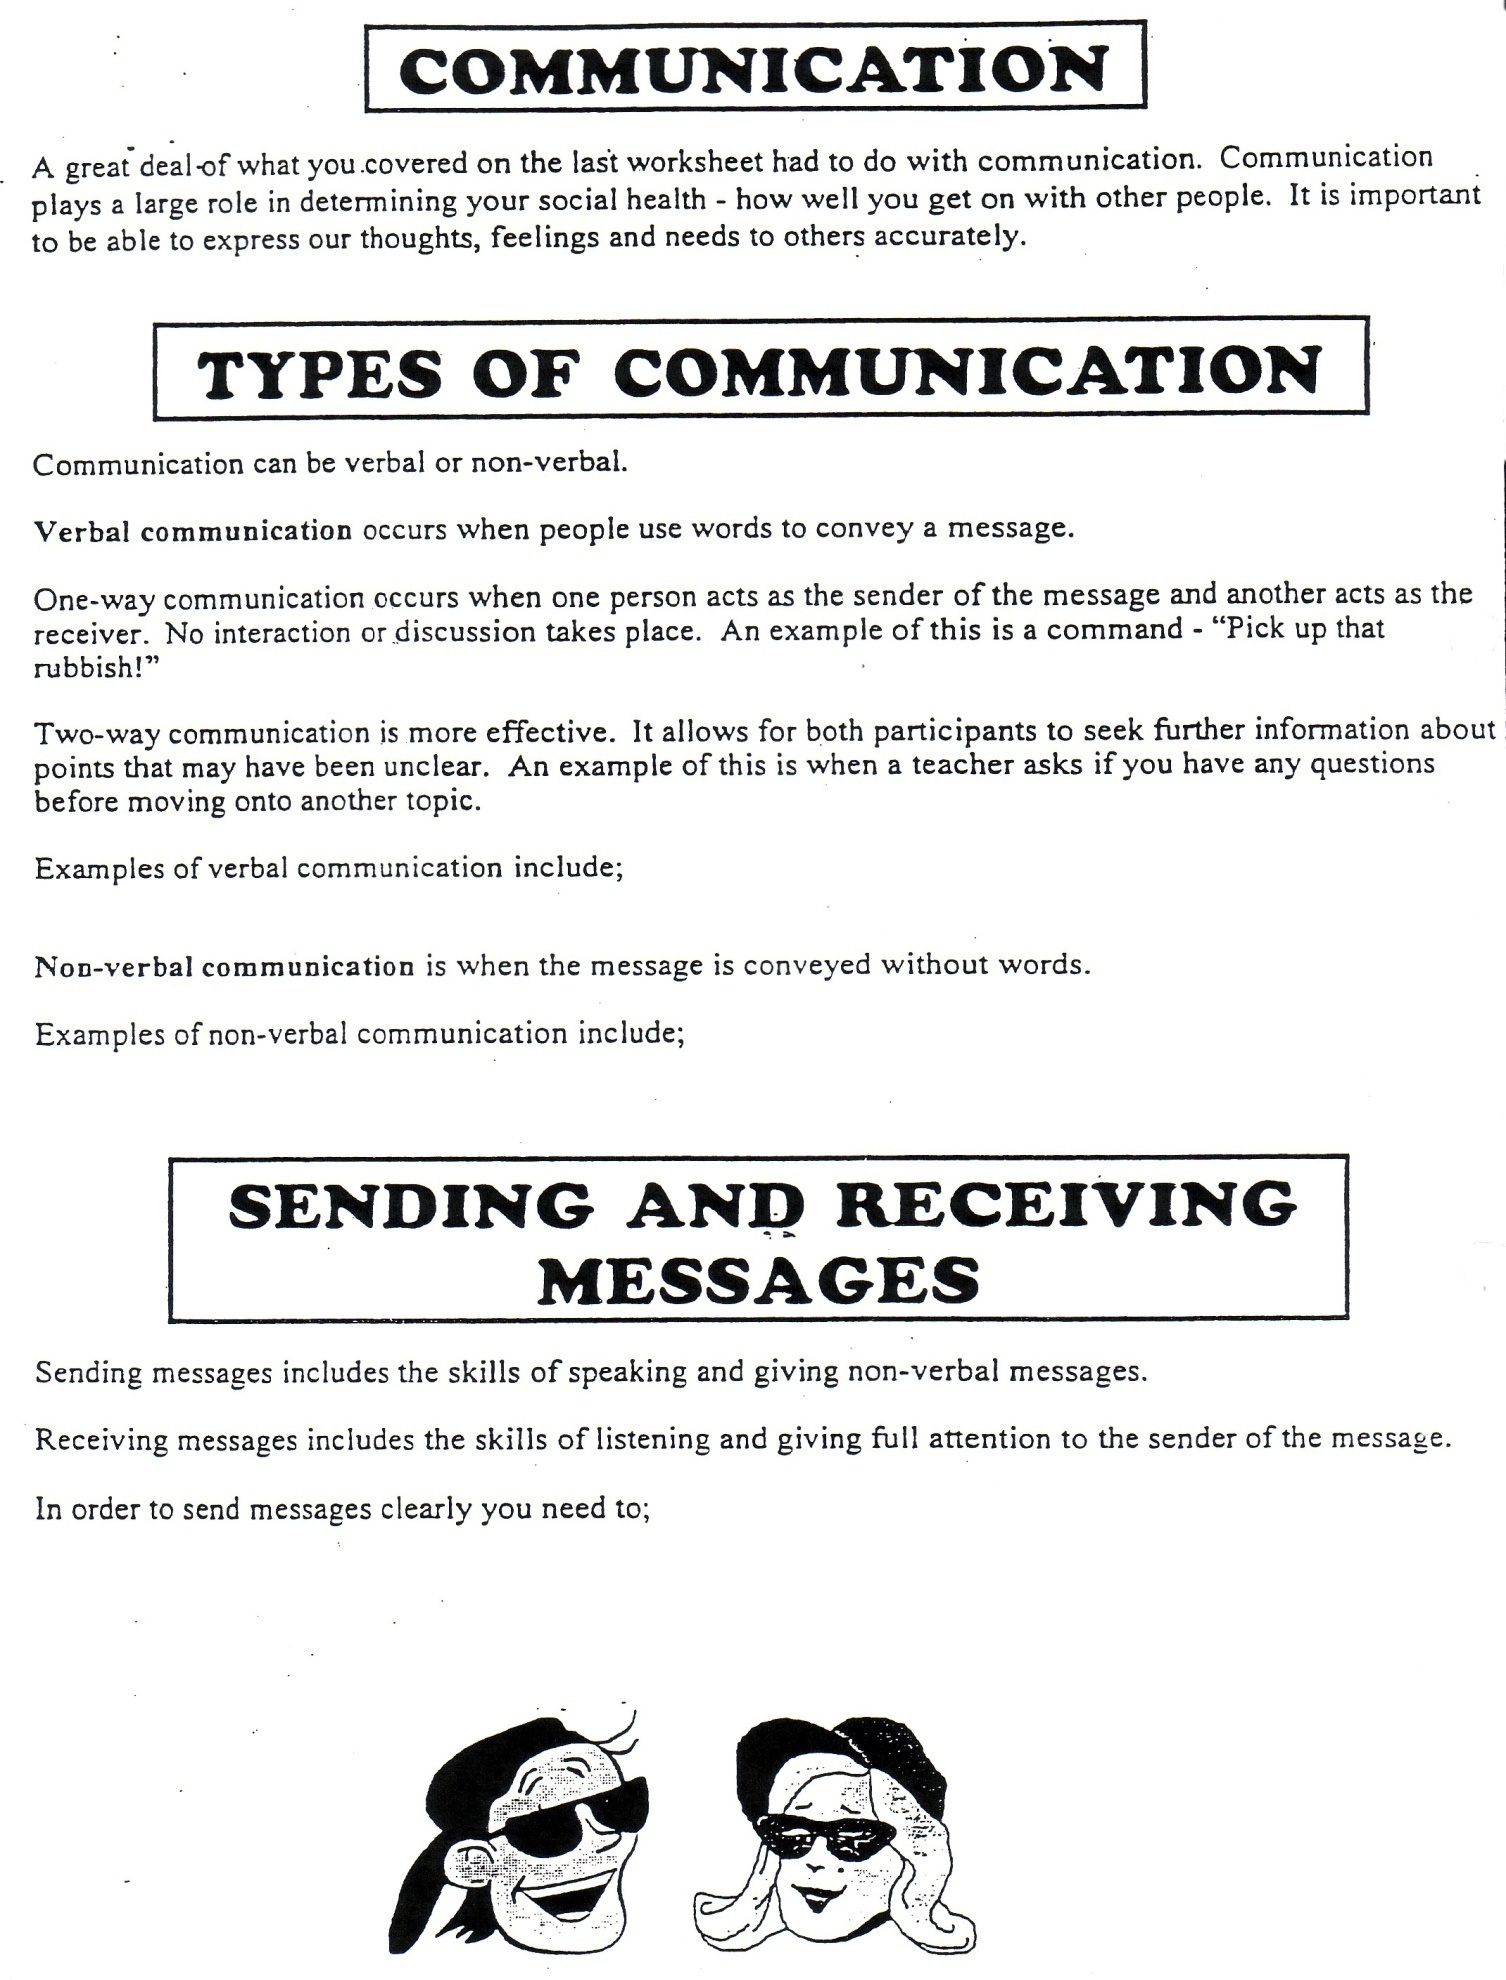 COMMUNICATION
A great deal of what you covered on the last worksheet had to do with communication. Communication
plays a large role in determining your social health - how well you get on with other people. It is important
to be able to express our thoughts, feelings and needs to others accurately.
TYPES OF COMMUNICATION
Communication can be verbal or non-verbal.
Verbal communication occurs when people use words to convey a message.
One-way communication occurs when one person acts as the sender of the message and another acts as the
receiver. No interaction or discussion takes place. An example of this is a command - “Pick up that
rubbish!”
Two-way communication is more effective. It allows for both participants to seek further information about
points that may have been unclear. An example of this is when a teacher asks if you have any questions
before moving onto another topic.
Examples of verbal communication include;
Non-verbal communication is when the message is conveyed without words.
Examples of non-verbal communication include;
SENDING AND RECEIVING
MESSAGES
Sending messages includes the skills of speaking and giving non-verbal messages.
Receiving messages includes the skills of listening and giving full attention to the sender of the message.
In order to send messages clearly you need to;